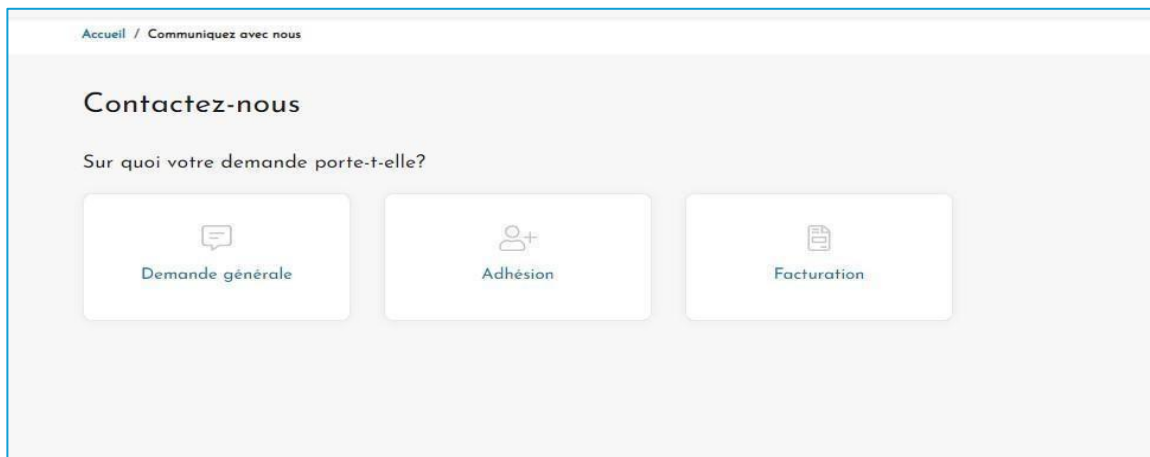 Accueil / Communiquez avec nous
Contactez-nous
Sur quoi votre demande porte-t-elle?
Demande générale
Adhésion
Facturation